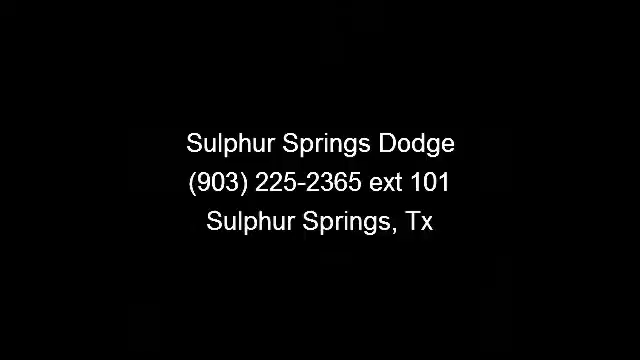 Sulphur Springs Dodge
(903) 225-2365 ext 101
Sulphur Springs, Tx